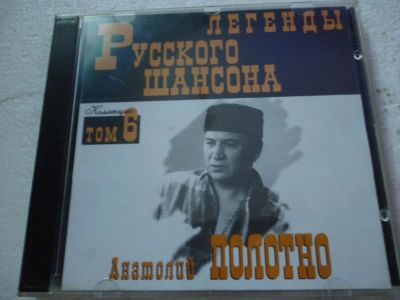 ЛЕГЕНДЫ
РУССКОГО
ШАНСОНА
Коллекция
ТОМ 6
Анатолий ПОЛОТНО